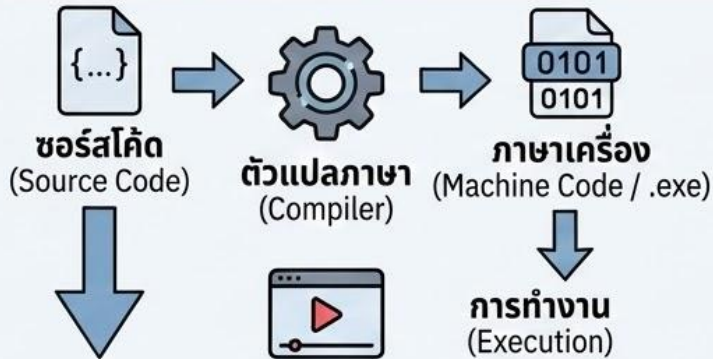 {...}
0101
0101
ซอร์สโค้ด
(Source Code)
ตัวแปลภาษา
(Compiler)
ภาษาเครื่อง
(Machine Code / .exe)
การทำงาน
(Execution)